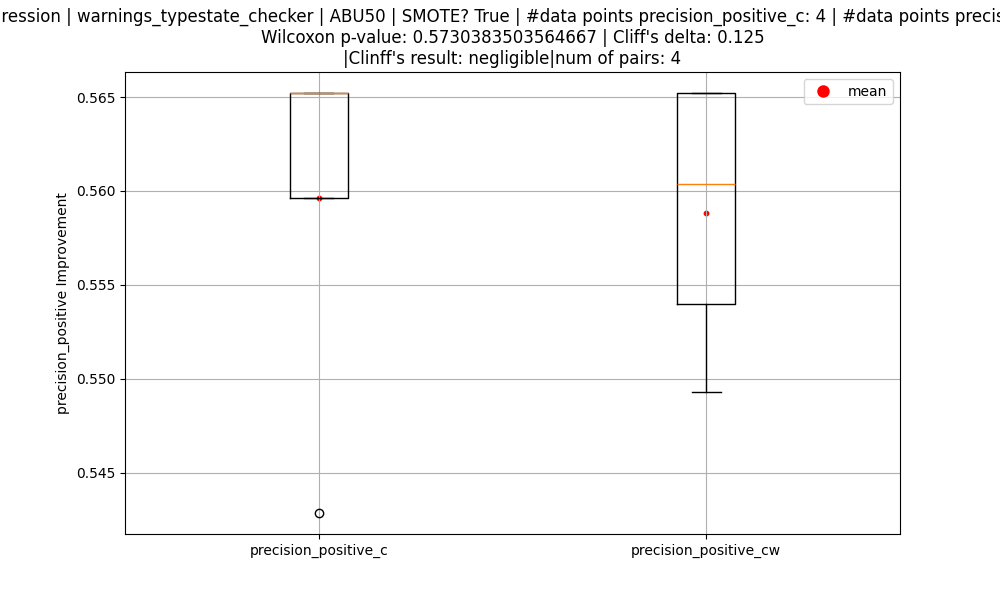 | warnings_typestate_checker | ABU50 | SMOTE? True | #data points precision_positive_c: 4 | #data points
Wilcoxon p-value: 0.5730383503564667 | Cliff's delta: 0.125
|Clinff's result: negligible|num of pairs: 4
mean
0.565
0.560
0.555
0.550
0.545
precision_positive Improvement
precision_positive_c
precision_positive_cw